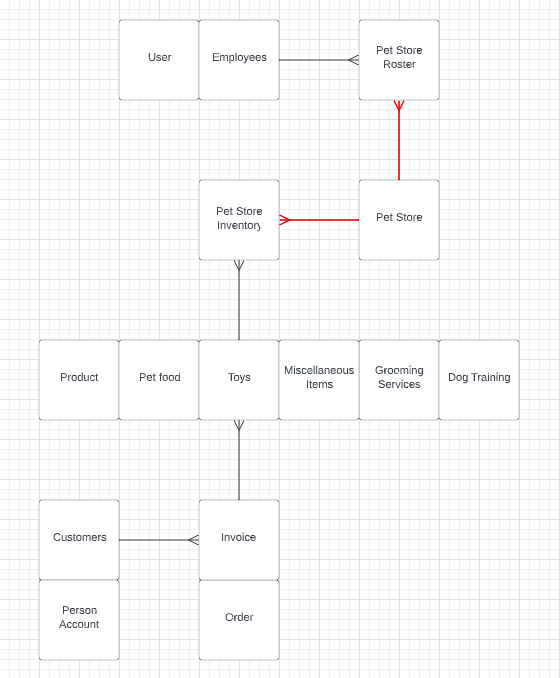 User
Employees
Pet Store
Roster
Pet Store
Inventory
Pet Store
Product
Pet food
Toys
Miscellaneous
Items
Grooming
Services
Dog Training
Customers
Invoice
Person
Account
Order